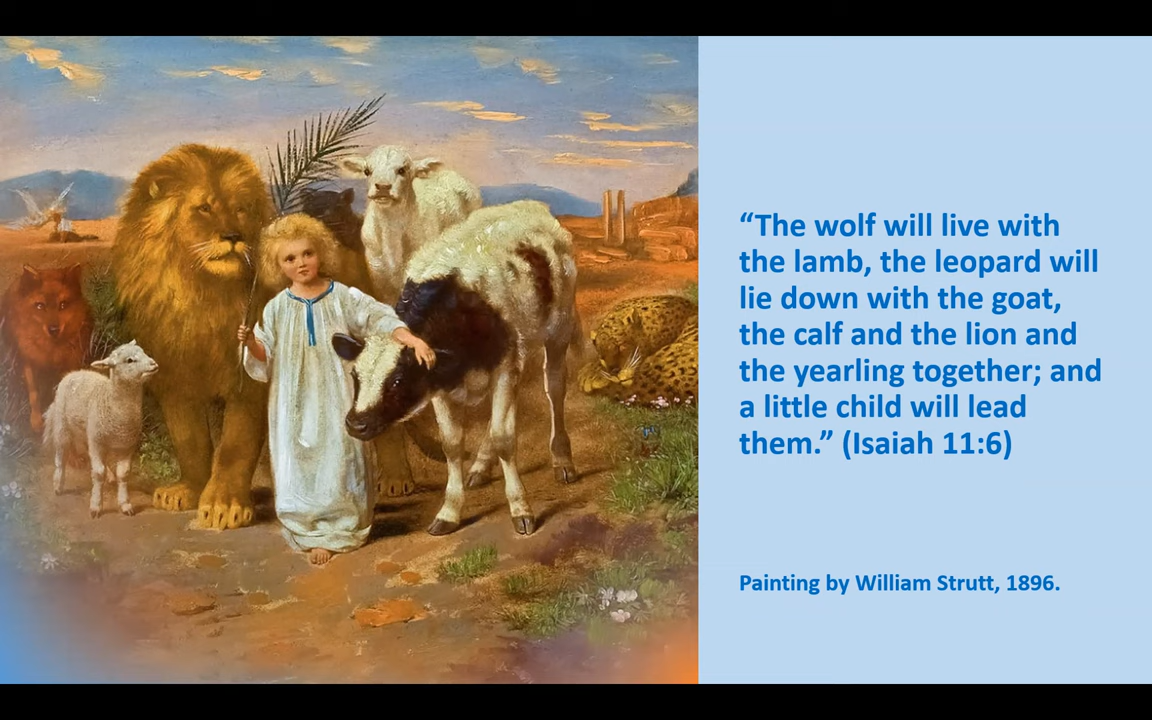 “The wolf will live with
the lamb, the leopard will
lie down with the goat,
the calf and the lion and
the yearling together; and
a little child will lead
them.” (Isaiah 11:6)
Painting by William Strutt, 1896.